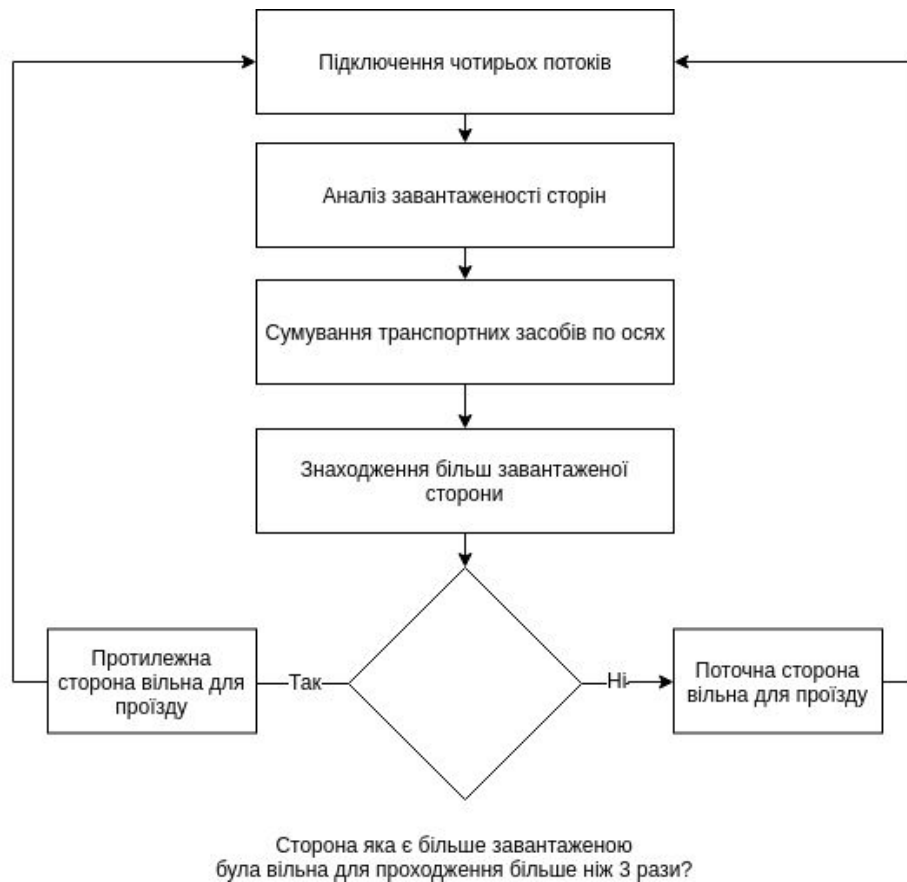 Підключення чотирьох потоків
Аналіз завантаженості сторін
Сумування транспортних засобів по осях
Знаходження більш завантаженої
сторони
Протилежна
сторона вільна для
проїзду
Так
Ні
Поточна сторона
вільна для проїзду
Сторона яка є більше завантаженою
була вільна для проходження більше ніж 3 рази?